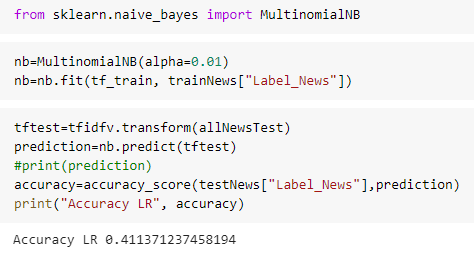 from sklearn.naive_bayes import MultinomialNB
nb=MultinomialNB(alpha=0.01)
nb=nb.fit(tf_train, trainNews["Label_News"])
tftest=tfidfv.transform(allNewsTest)
prediction=nb.predict(tftest)
#print(prediction)
accuracy=accuracy_score(testNews["Label_News"],prediction)
print("Accuracy LR", accuracy)
Accuracy LR 0.411371237458194